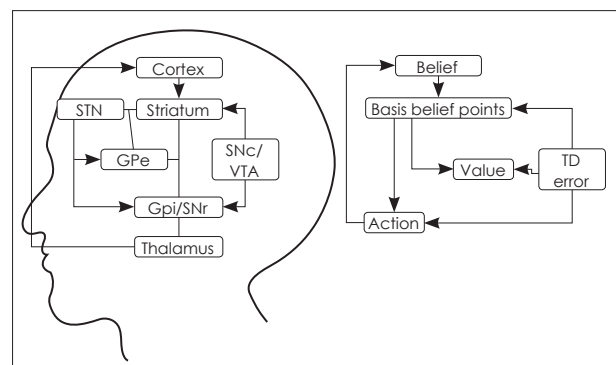 Cortex
STN
Striatum
GPe
SNc/
VTA
Gpi/SNr
Thalamus
Belief
Basis belief points
Value
TD
error
Action